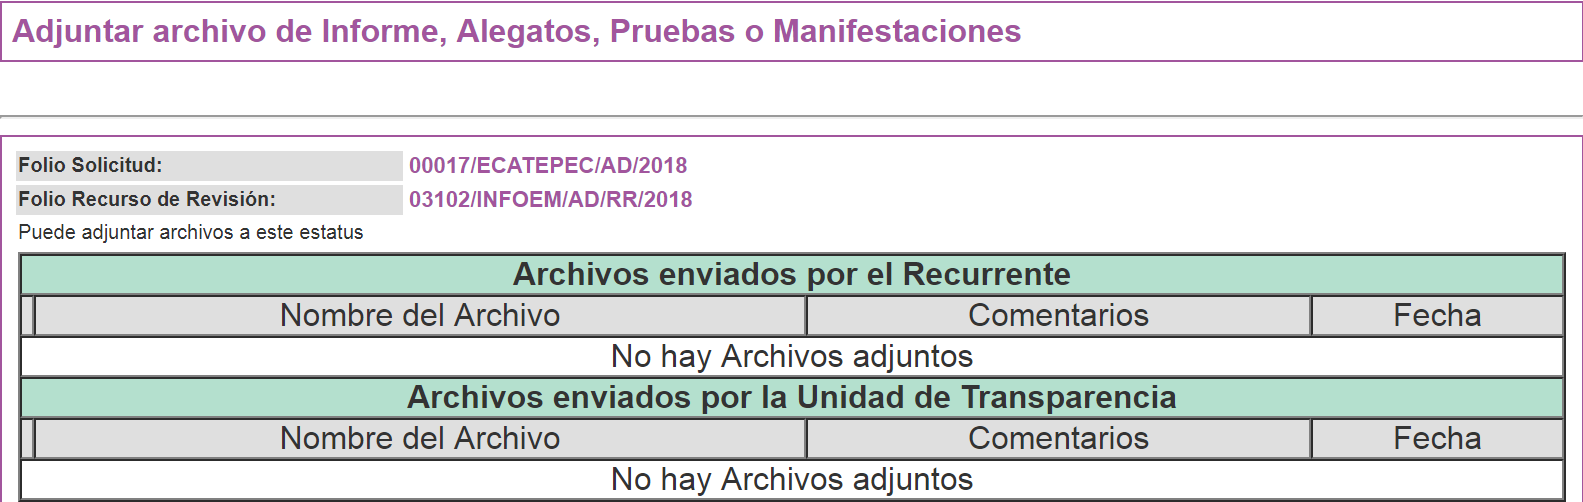 Adjuntar archivo de Informe, Alegatos, Pruebas o Manifestaciones
Folio Solicitud: 00017/ECATEPEC/AD/2018
Folio Recurso de Revisión: 03102/INFOEM/AD/RR/2018
Puede adjuntar archivos a este estatus
Archivos enviados por el Recurrente
Nombre del Archivo Comentarios Fecha
No hay Archivos adjuntos
Archivos enviados por la Unidad de Transparencia
Nombre del Archivo Comentarios Fecha
No hay Archivos adjuntos